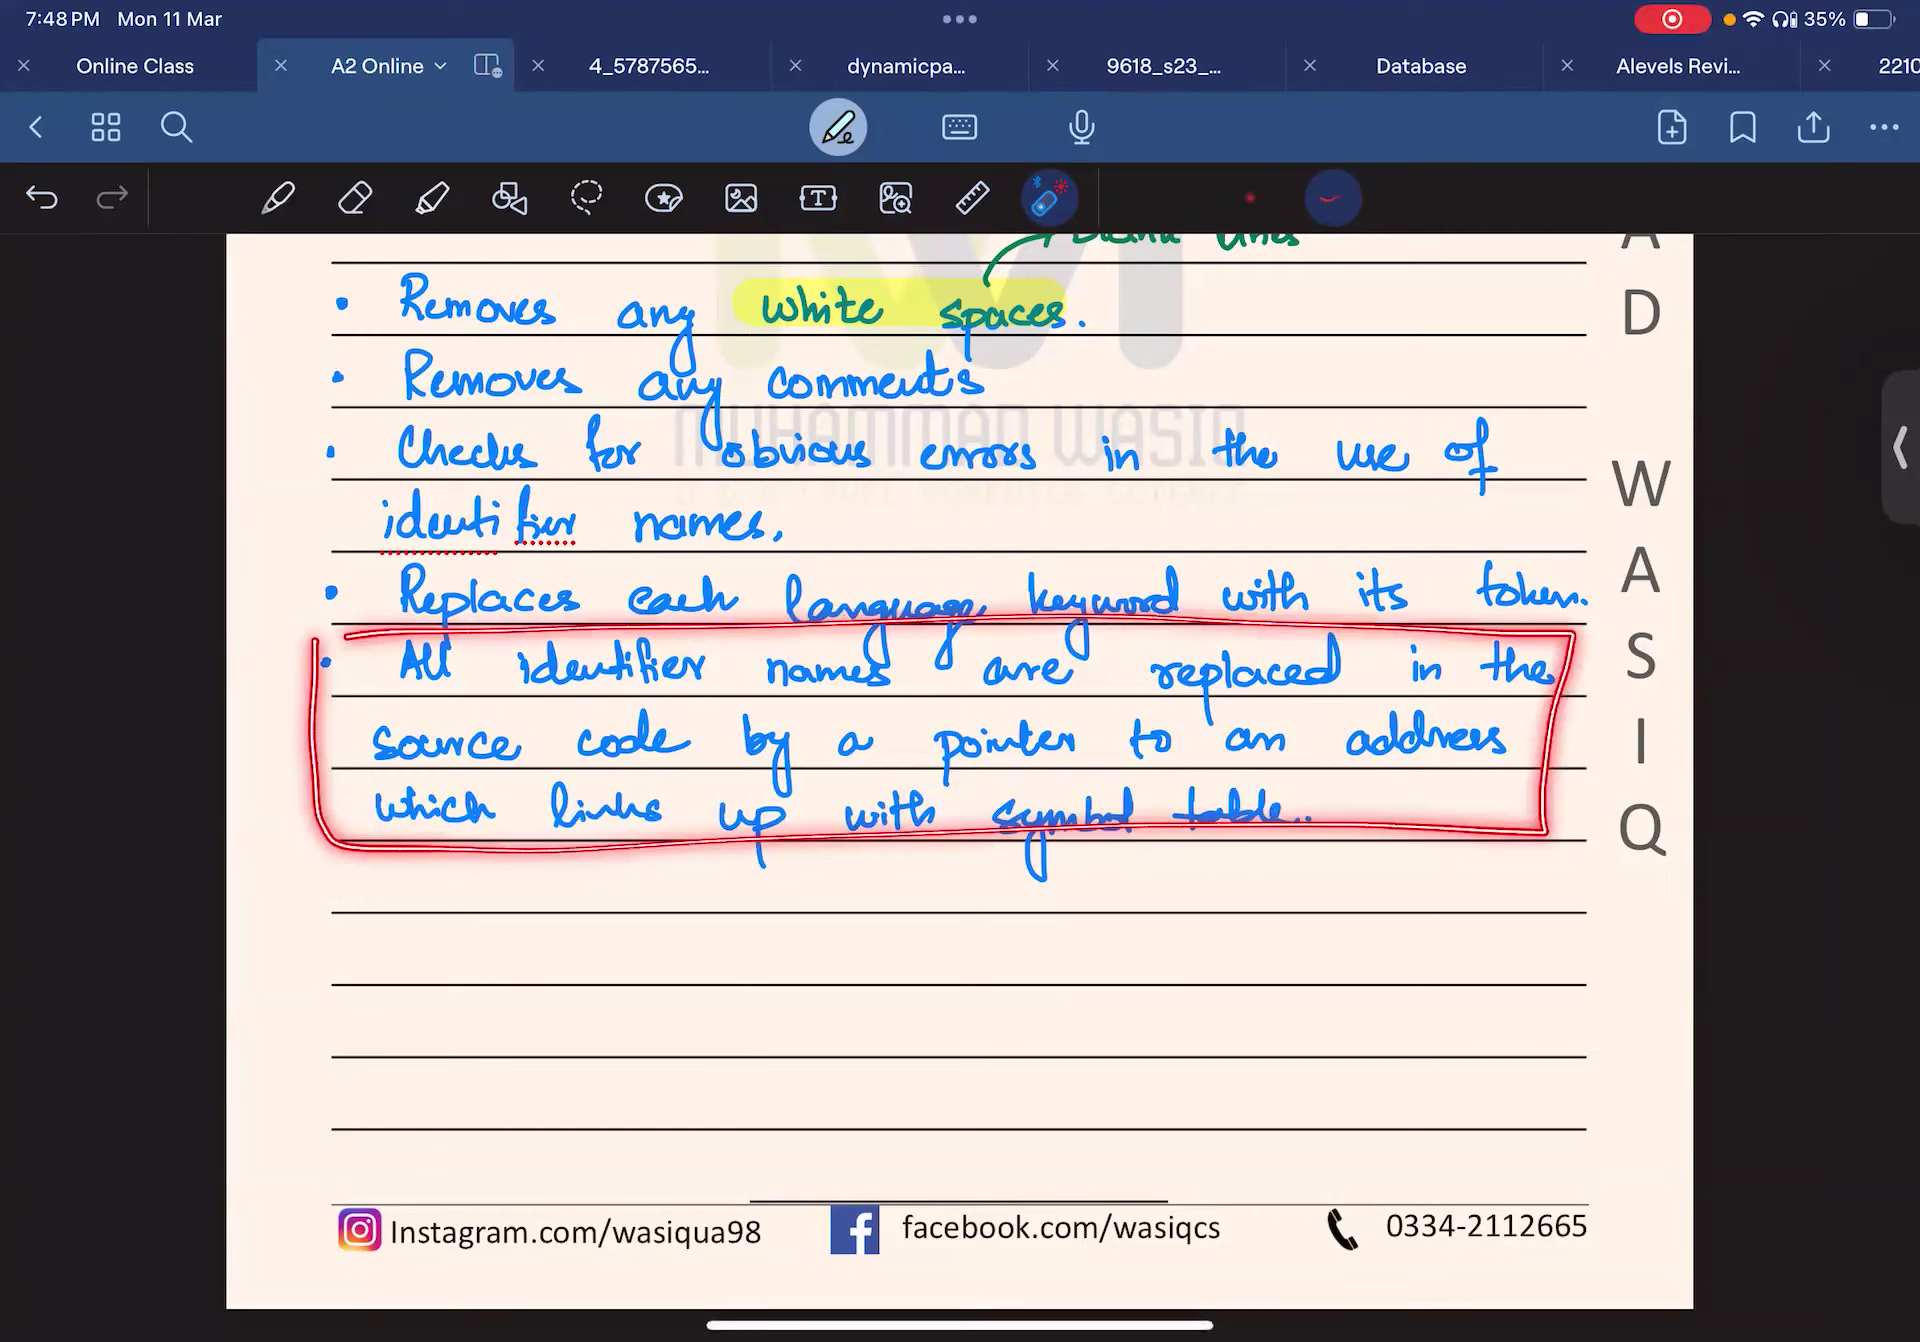 7:48 PM Mon 11 Mar
35%
Online Class
A2 Online
4_5787565...
dynamicpa...
9618_s23_...
Database
Alevels Revi...
2210
• Removes any white spaces.
• Removes any comments
• Checks for obvious errors in the use of
identifier names.
• Replaces each language keyword with its token.
• All identifier names are replaced in the
source code by a pointer to an address
which links up with symbol table..
MUHAMMAD WASIQ
D
W
A
S
I
Q
Instagram.com/wasiqua98
facebook.com/wasiqcs
0334-2112665